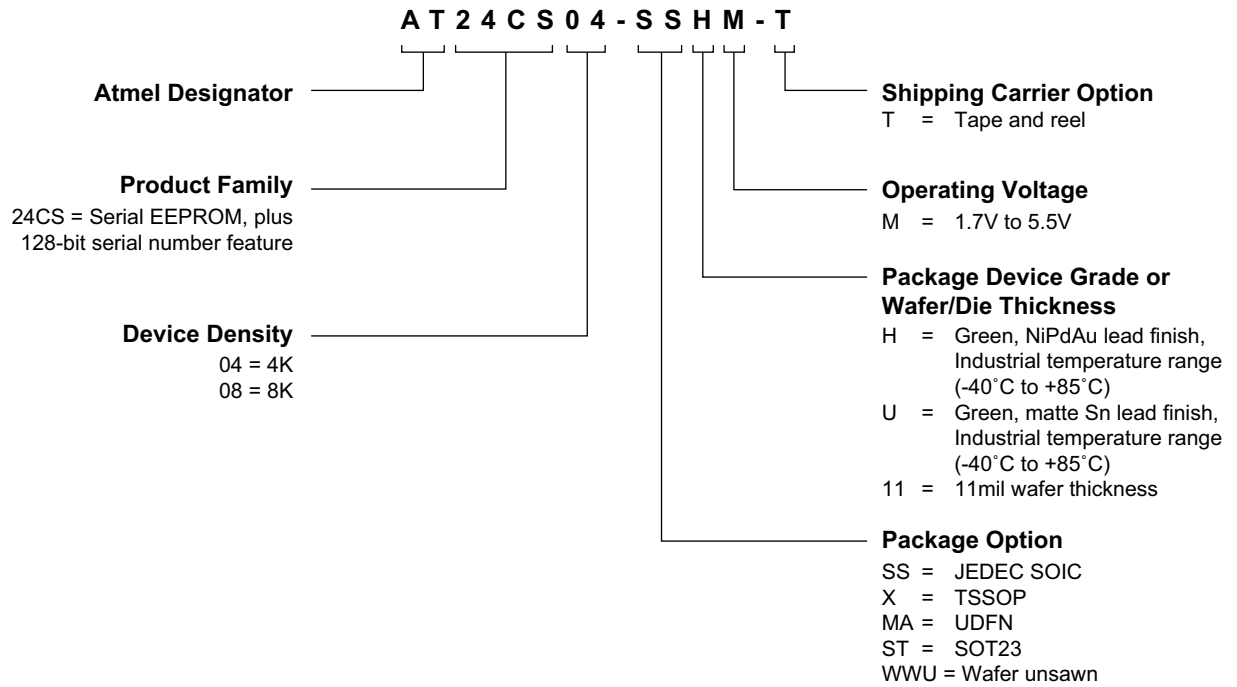 AT24CS04-SSHM-T
Atmel Designator
Product Family
24CS = Serial EEPROM, plus
128-bit serial number feature
Device Density
04 = 4K
08 = 8K
Shipping Carrier Option
T = Tape and reel
Operating Voltage
M = 1.7V to 5.5V
Package Device Grade or
Wafer/Die Thickness
H = Green, NiPdAu lead finish,
Industrial temperature range
(-40˚C to +85˚C)
U = Green, matte Sn lead finish,
Industrial temperature range
(-40˚C to +85˚C)
11 = 11mil wafer thickness
Package Option
SS = JEDEC SOIC
X = TSSOP
MA = UDFN
ST = SOT23
WWU = Wafer unsawn